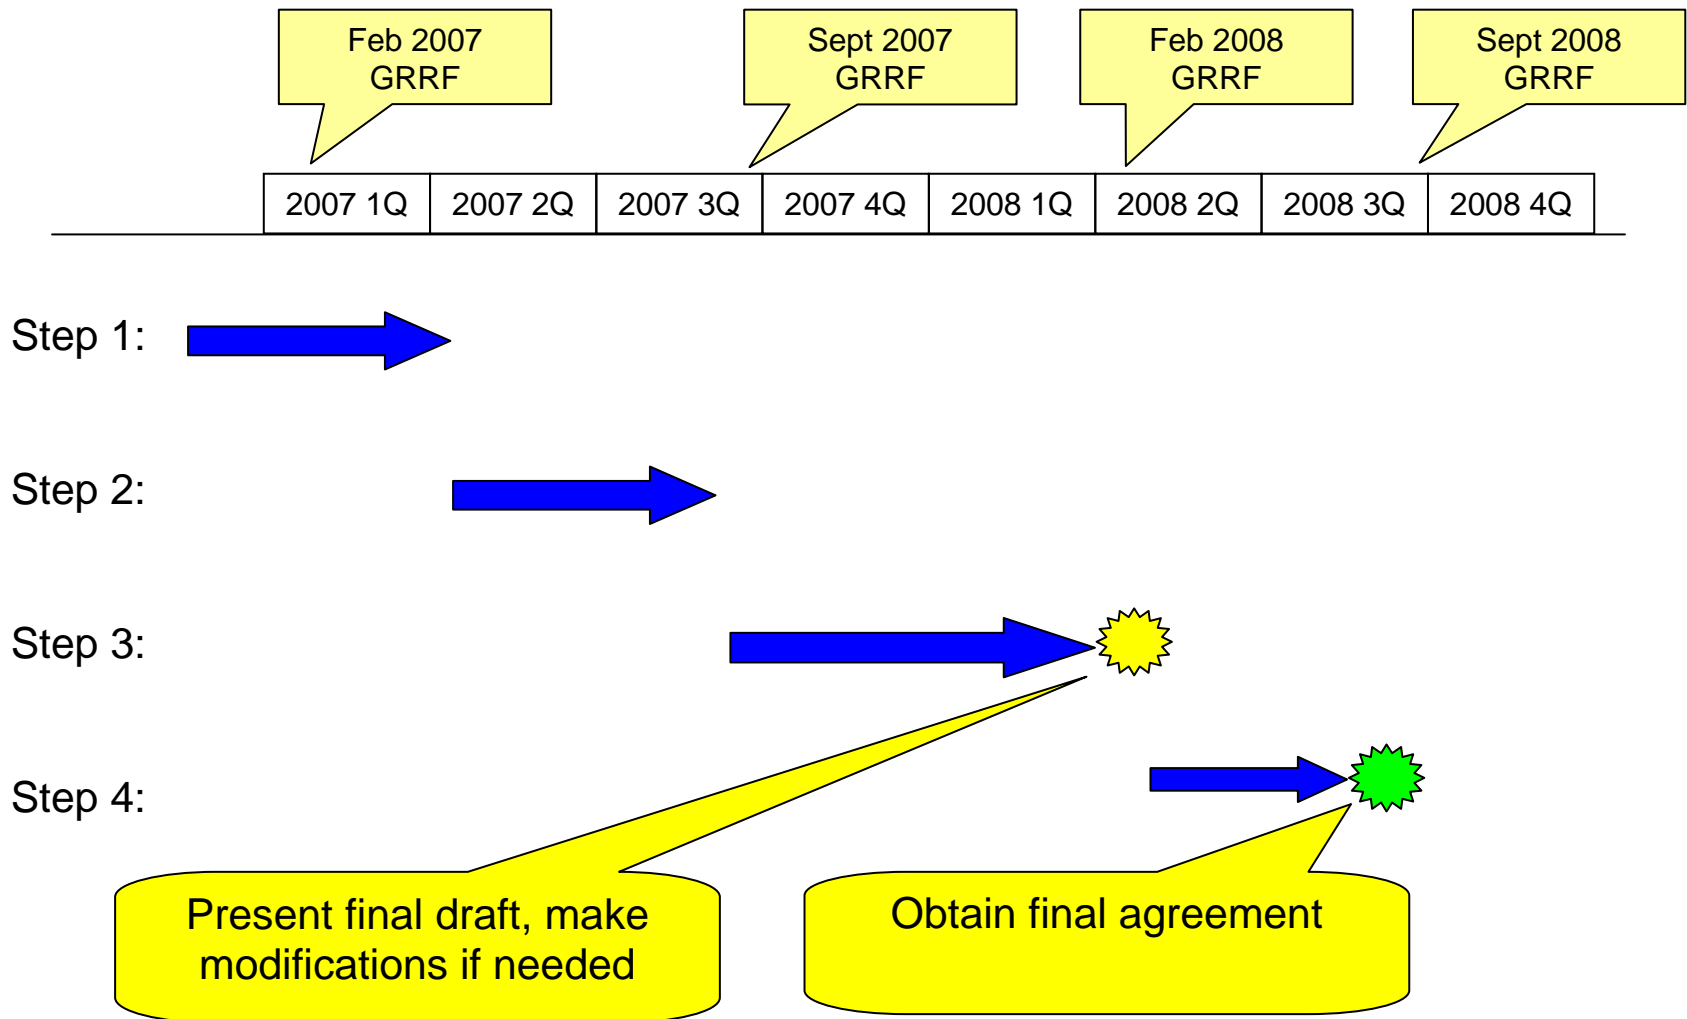 Feb 2007
GRRF
Sept 2007
GRRF
Feb 2008
GRRF
Sept 2008
GRRF
2007 1Q
2007 2Q
2007 3Q
2007 4Q
2008 1Q
2008 2Q
2008 3Q
2008 4Q
Step 1:
Step 2:
Step 3:
Step 4:
Present final draft, make
modifications if needed
Obtain final agreement